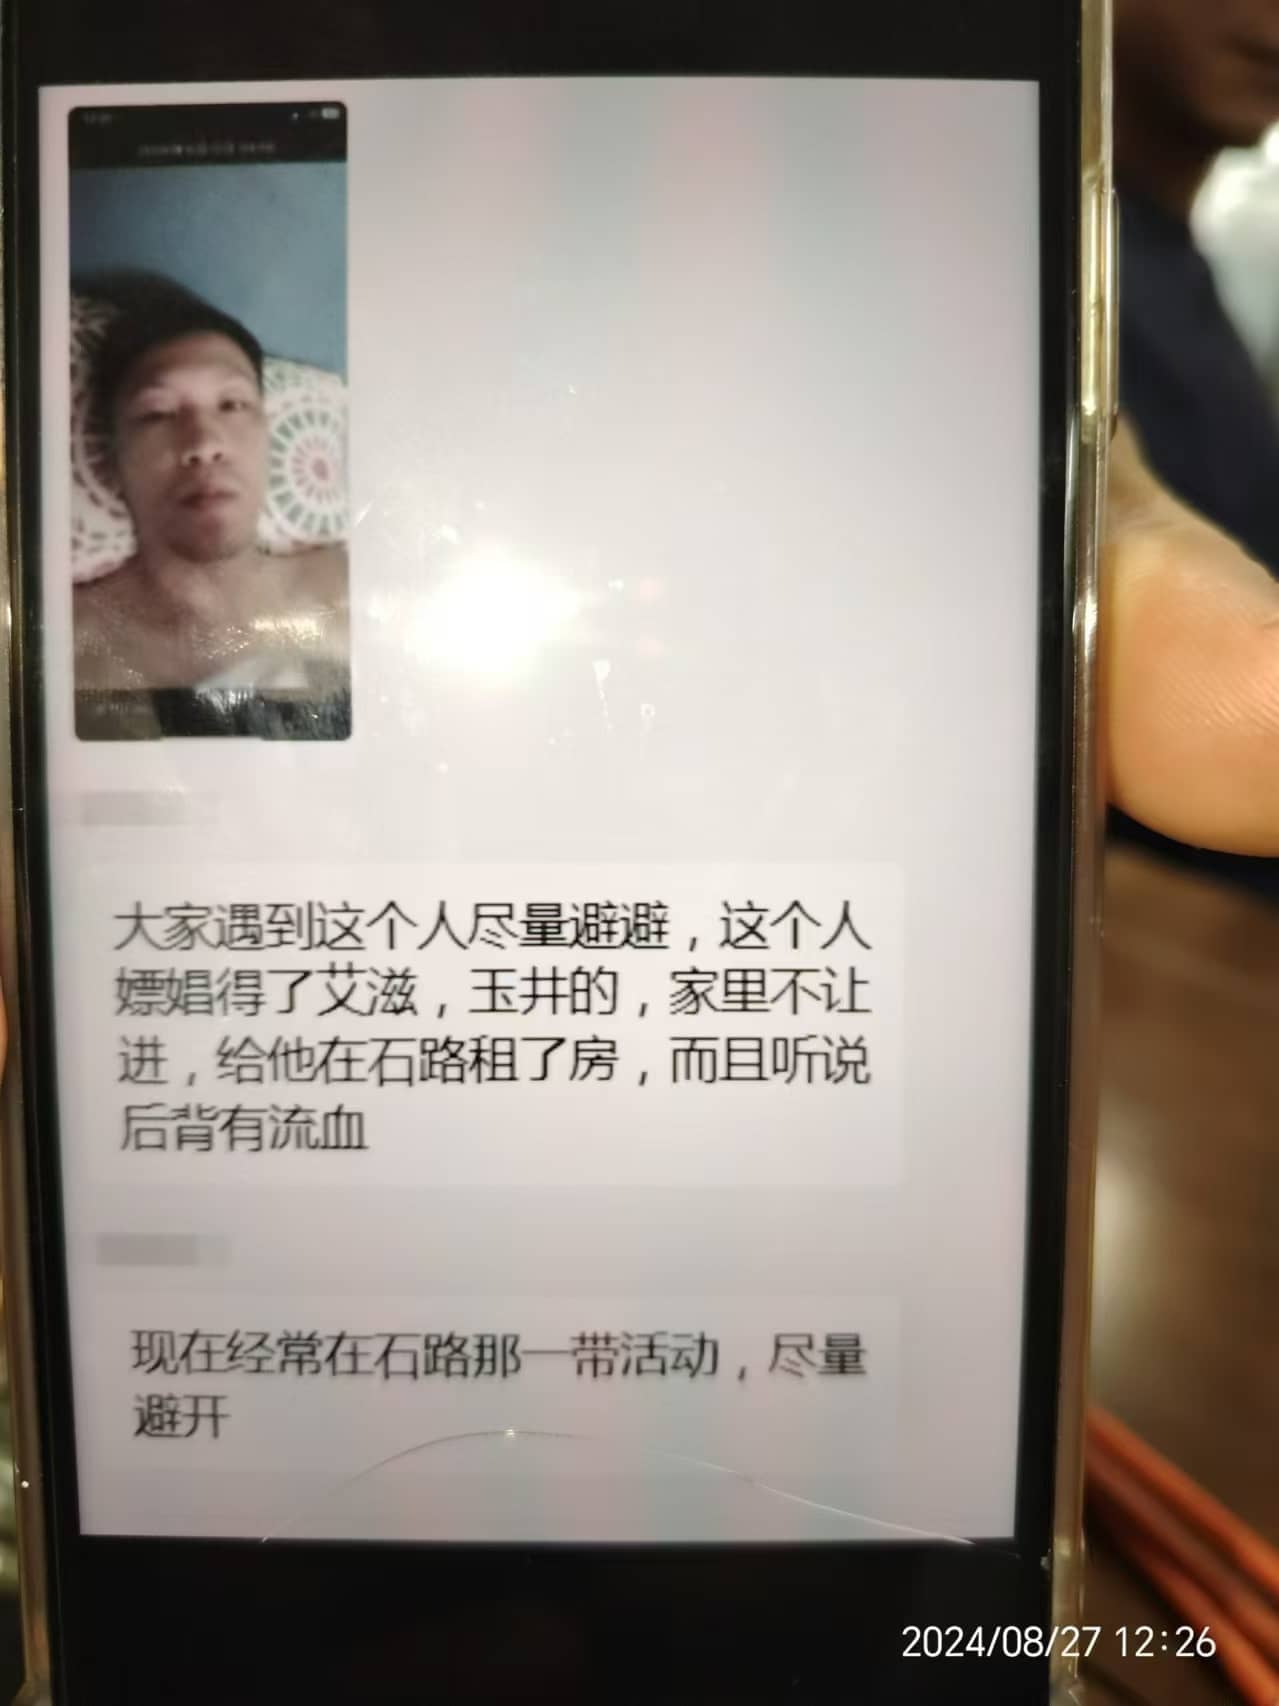 大家遇到这个人尽量避避，这个人
嫖娼得了艾滋，玉井的，家里不让
进，给他在石路租了房，而且听说
后背有流血
现在经常在石路那一带活动，尽量
避开
2024/08/27 12:26